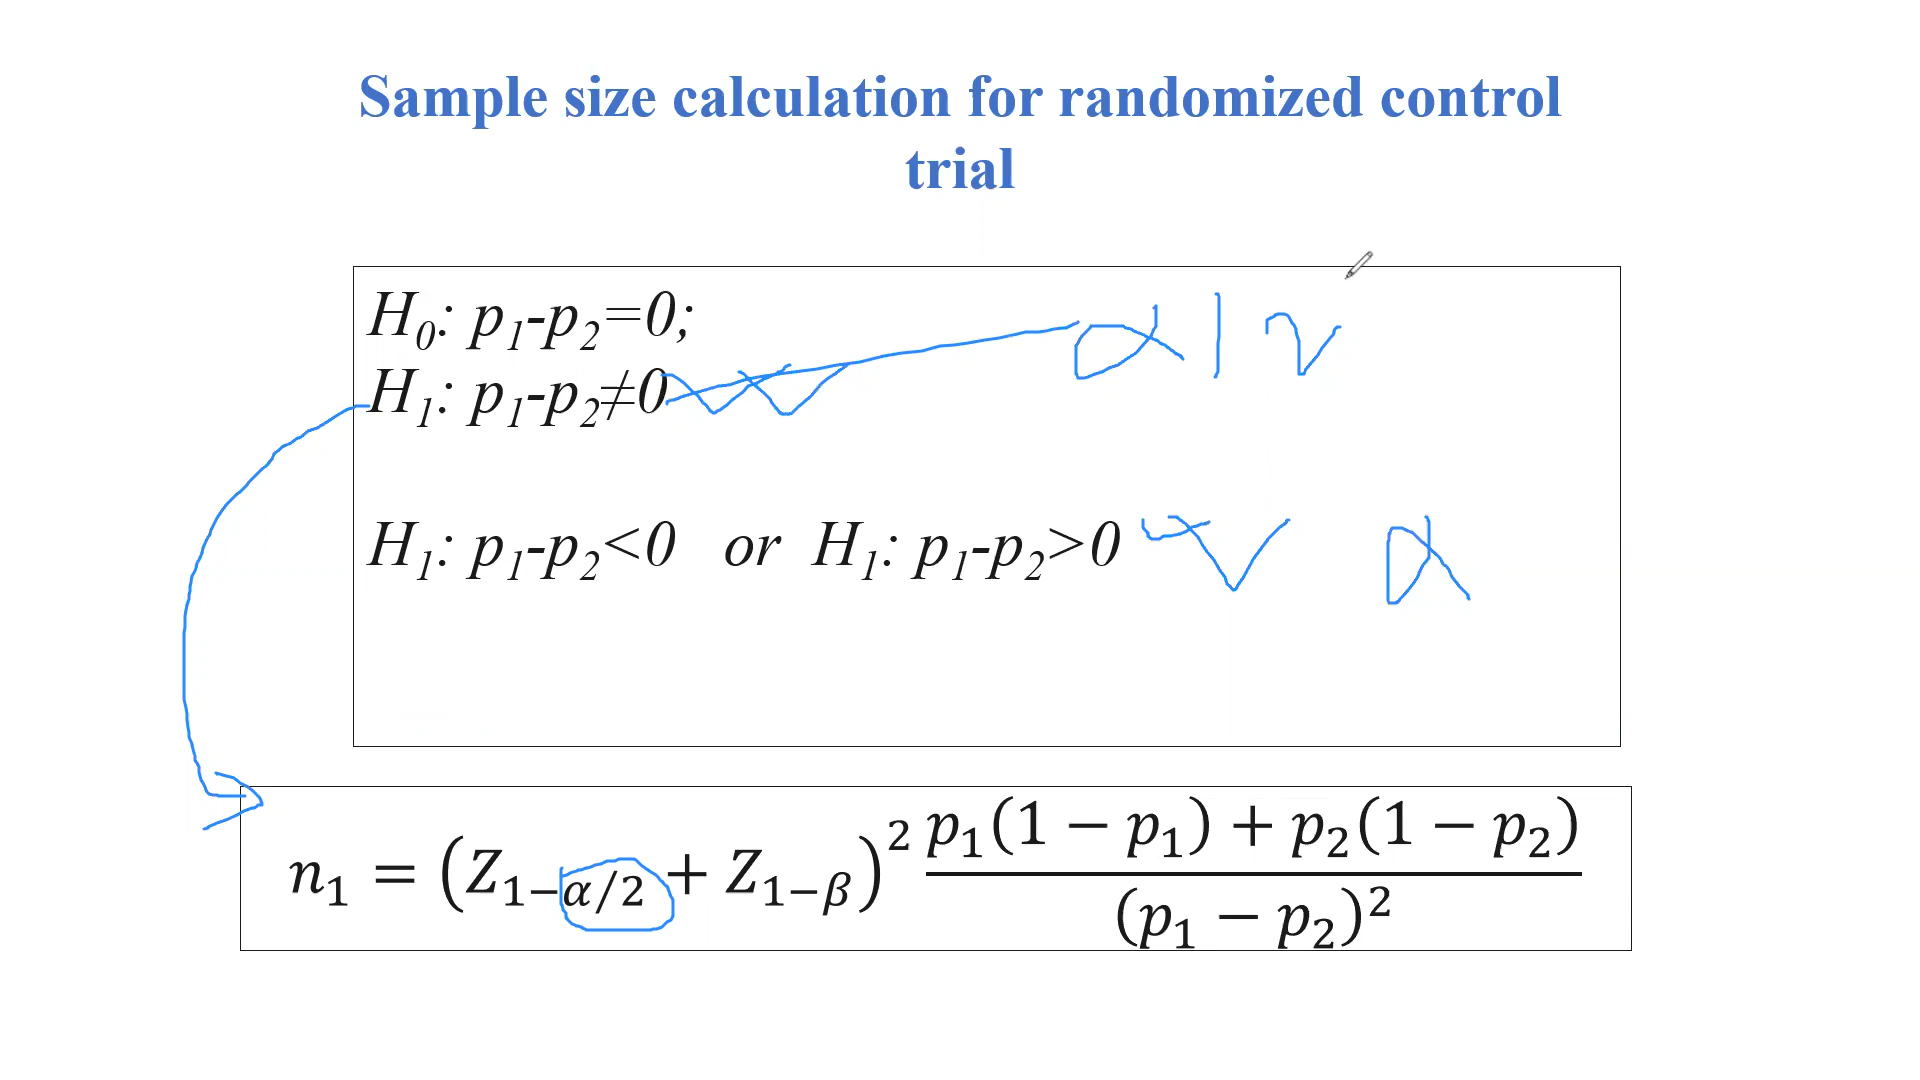 Sample size calculation for randomized control
trial
H₀: p₁-p₂=0;
α/2
H₁: p₁-p₂≠0
H₁: p₁-p₂<0 or H₁: p₁-p₂>0 α
n₁ = (Z₁₋α/₂ + Z₁₋β)² p₁(1 − p₁) + p₂(1 − p₂)
(p₁ − p₂)²